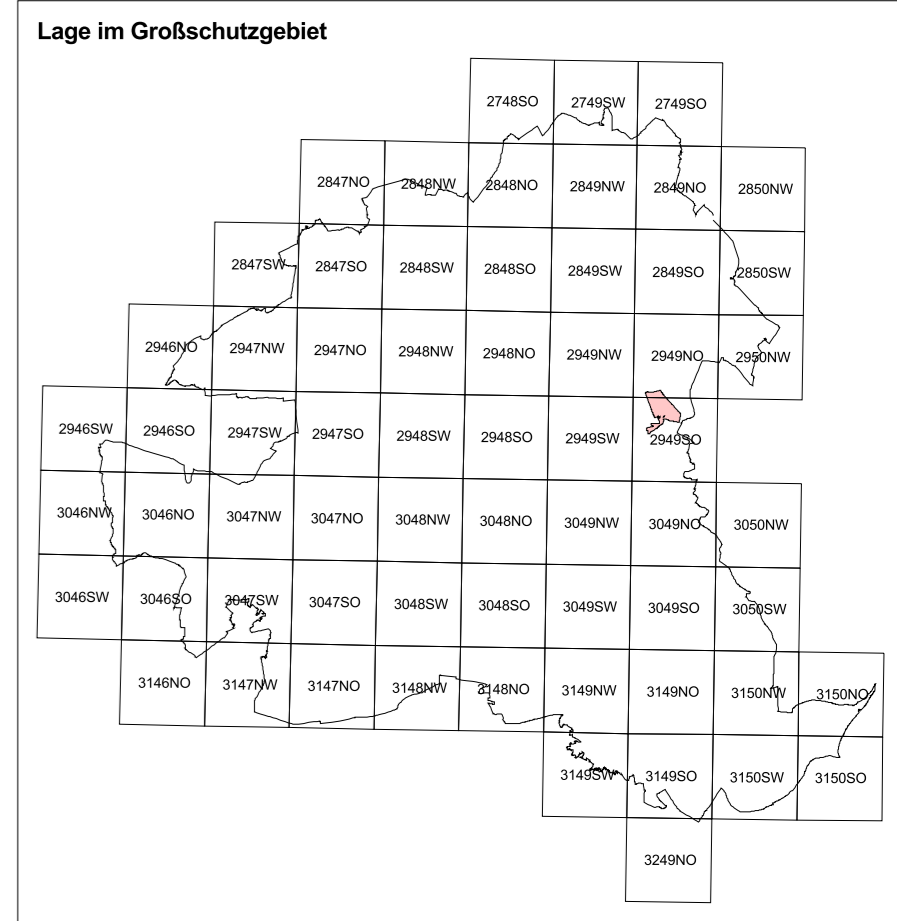 Lage im Großschutzgebiet
2748SO 2749SW 2749SO
2847NO 2848NW 2848NO 2849NW 2849NO 2850NW
2847SW 2847SO 2848SW 2848SO 2849SW 2849SO 2850SW
2946NO 2947NW 2947NO 2948NW 2948NO 2949NW 2949NO 2950NW
2946SW 2946SO 2947SW 2947SO 2948SW 2948SO 2949SW 2949SO
3046NW 3046NO 3047NW 3047NO 3048NW 3048NO 3049NW 3049NO 3050NW
3046SW 3046SO 3047SW 3047SO 3048SW 3048SO 3049SW 3049SO 3050SW
3146NO 3147NW 3147NO 3148NW 3148NO 3149NW 3149NO 3150NW 3150NO
3149SW 3149SO 3150SW 3150SO
3249NO